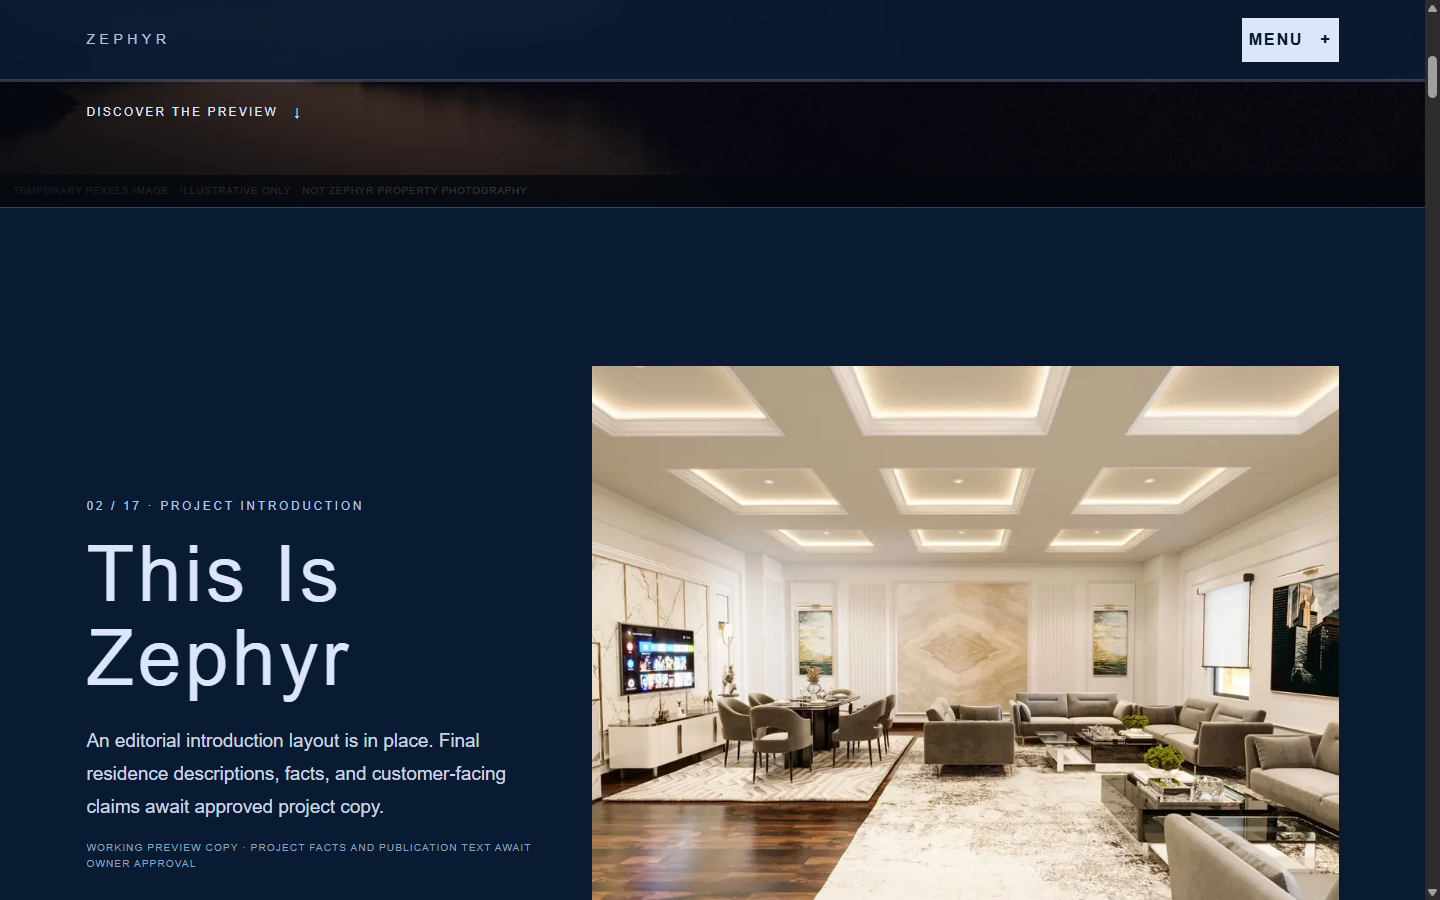 ZEPHYR
MENU +
DISCOVER THE PREVIEW ↓
TEMPORARY PEXELS IMAGE · ILLUSTRATIVE ONLY · NOT ZEPHYR PROPERTY PHOTOGRAPHY
02 / 17 · PROJECT INTRODUCTION
This Is
Zephyr
An editorial introduction layout is in place. Final
residence descriptions, facts, and customer-facing
claims await approved project copy.
WORKING PREVIEW COPY · PROJECT FACTS AND PUBLICATION TEXT AWAIT
OWNER APPROVAL